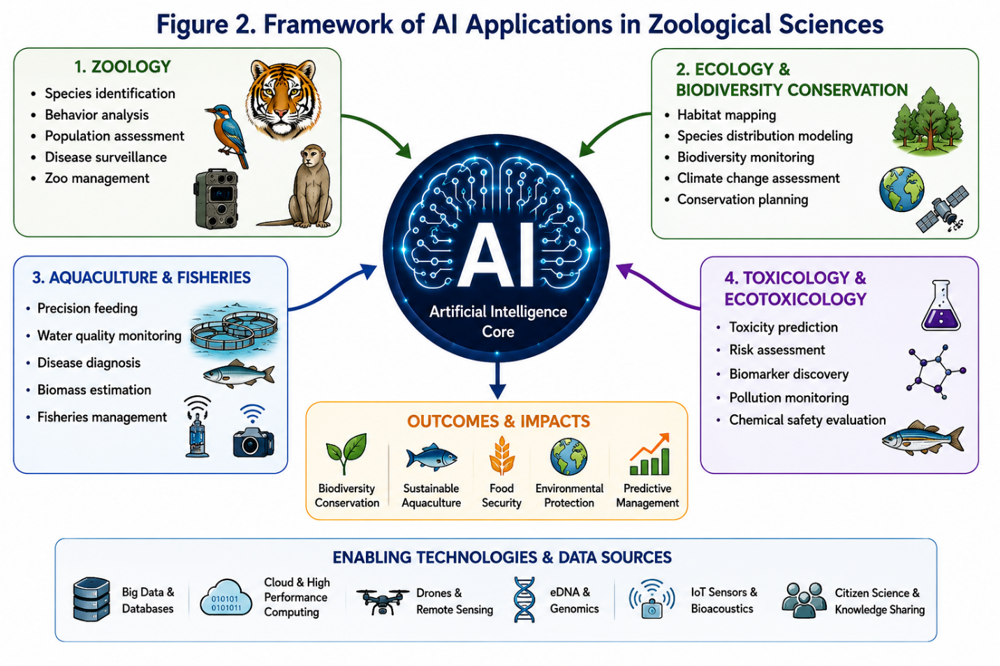 Figure 2. Framework of AI Applications in Zoological Sciences
1. ZOOLOGY
• Species identification
• Behavior analysis
• Population assessment
• Disease surveillance
• Zoo management
2. ECOLOGY &
BIODIVERSITY CONSERVATION
• Habitat mapping
• Species distribution modeling
• Biodiversity monitoring
• Climate change assessment
• Conservation planning
AI
Artificial Intelligence
Core
3. AQUACULTURE & FISHERIES
• Precision feeding
• Water quality monitoring
• Disease diagnosis
• Biomass estimation
• Fisheries management
4. TOXICOLOGY &
ECOTOXICOLOGY
• Toxicity prediction
• Risk assessment
• Biomarker discovery
• Pollution monitoring
• Chemical safety evaluation
OUTCOMES & IMPACTS
Biodiversity
Conservation
Sustainable
Aquaculture
Food
Security
Environmental
Protection
Predictive
Management
ENABLING TECHNOLOGIES & DATA SOURCES
Big Data &
Databases
010101
0101011
Cloud & High
Performance
Computing
Drones &
Remote Sensing
eDNA &
Genomics
IoT Sensors &
Bioacoustics
Citizen Science &
Knowledge Sharing